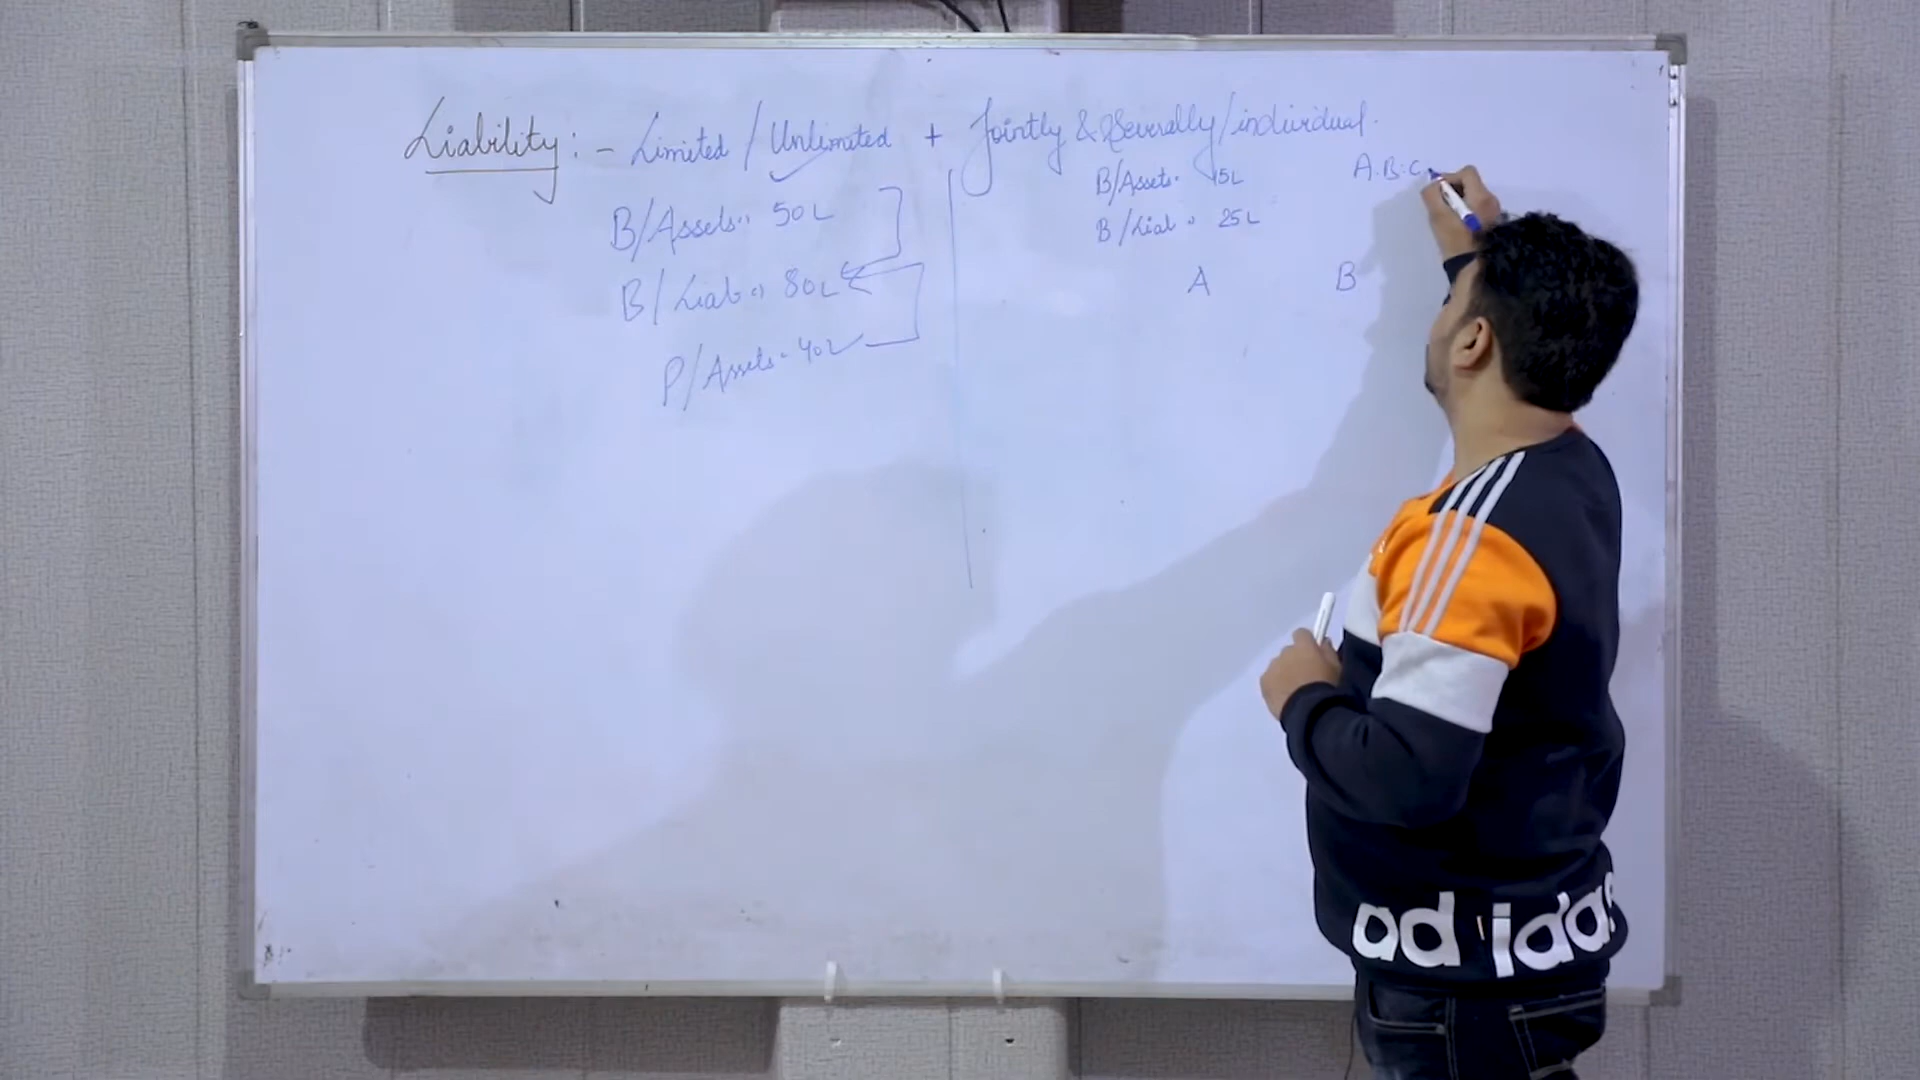 Liability :- Limited / Unlimited + Jointly & Severally/individual.
B/Assets = 50L
B/Liab = 80L
P/Assets = 40L
B/Assets = 15L
B/Liab = 25L
A.B.C.
A B
adidas